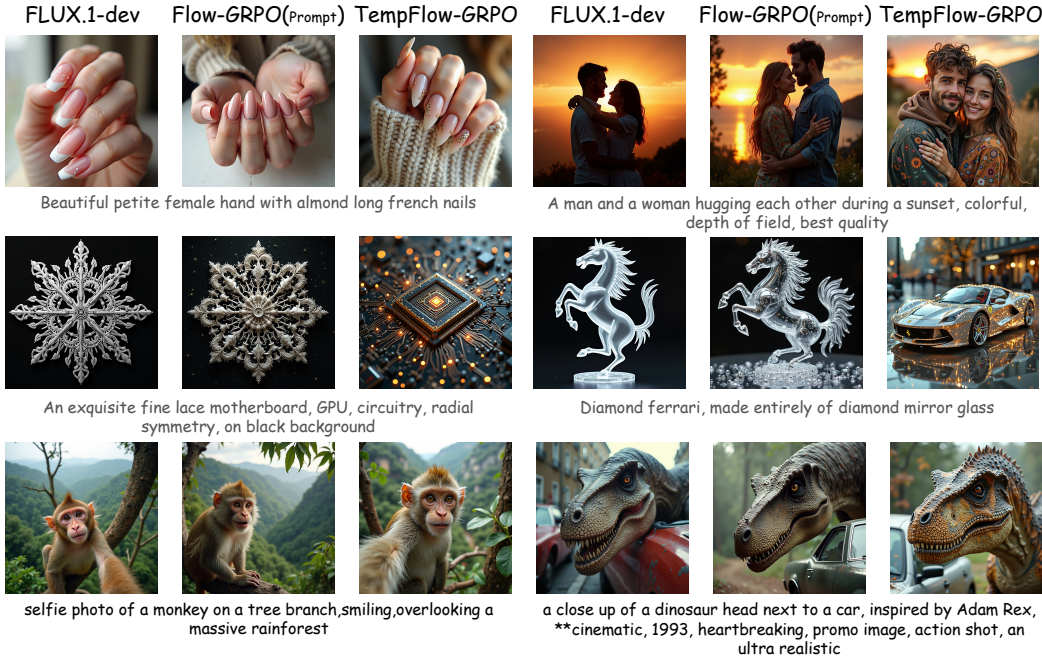 FLUX.1-dev Flow-GRPO(Prompt) TempFlow-GRPO FLUX.1-dev Flow-GRPO(Prompt) TempFlow-GRPO
Beautiful petite female hand with almond long french nails
A man and a woman hugging each other during a sunset, colorful,
depth of field, best quality
An exquisite fine lace motherboard, GPU, circuitry, radial
symmetry, on black background
Diamond ferrari, made entirely of diamond mirror glass
selfie photo of a monkey on a tree branch,smiling,overlooking a
massive rainforest
a close up of a dinosaur head next to a car, inspired by Adam Rex,
**cinematic, 1993, heartbreaking, promo image, action shot, an
ultra realistic